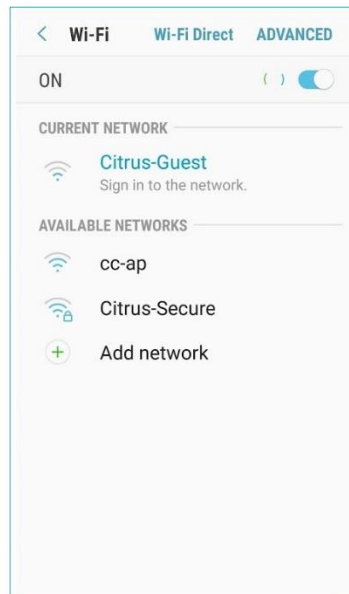 Wi-Fi Wi-Fi Direct ADVANCED
ON
CURRENT NETWORK
Citrus-Guest
Sign in to the network.
AVAILABLE NETWORKS
cc-ap
Citrus-Secure
Add network